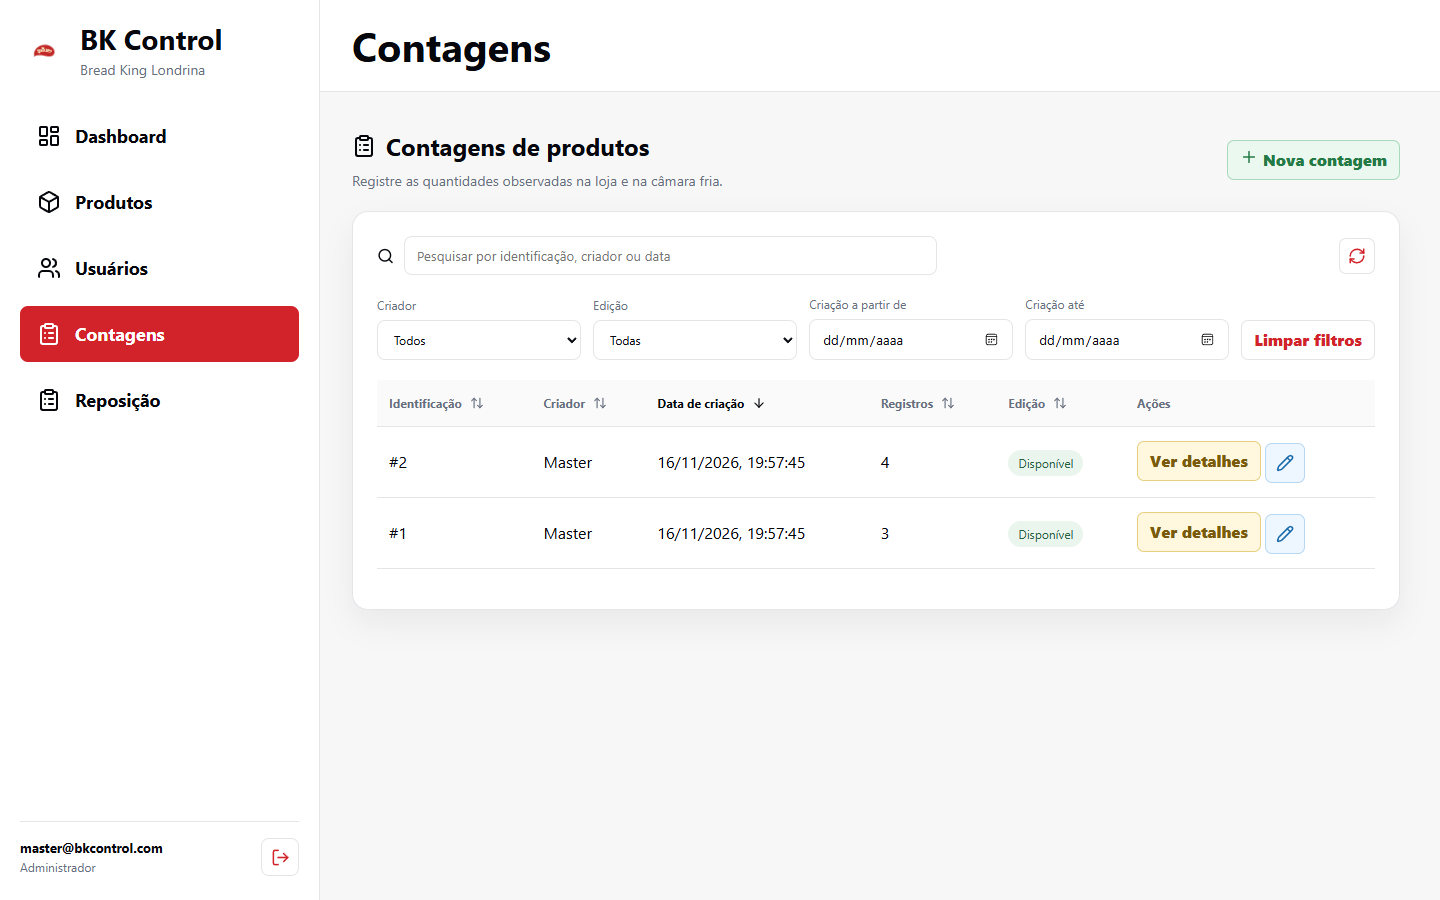 BK Control
Bread King Londrina
Dashboard
Produtos
Usuários
Contagens
Reposição
master@bkcontrol.com
Administrador
Contagens
Contagens de produtos
Registre as quantidades observadas na loja e na câmara fria.
Nova contagem
Pesquisar por identificação, criador ou data
Criador Edição Criação a partir de Criação até
Todos Todas dd/mm/aaaa dd/mm/aaaa Limpar filtros
Identificação Criador Data de criação Registros Edição Ações
#2 Master 16/11/2026, 19:57:45 4 Disponível Ver detalhes
#1 Master 16/11/2026, 19:57:45 3 Disponível Ver detalhes